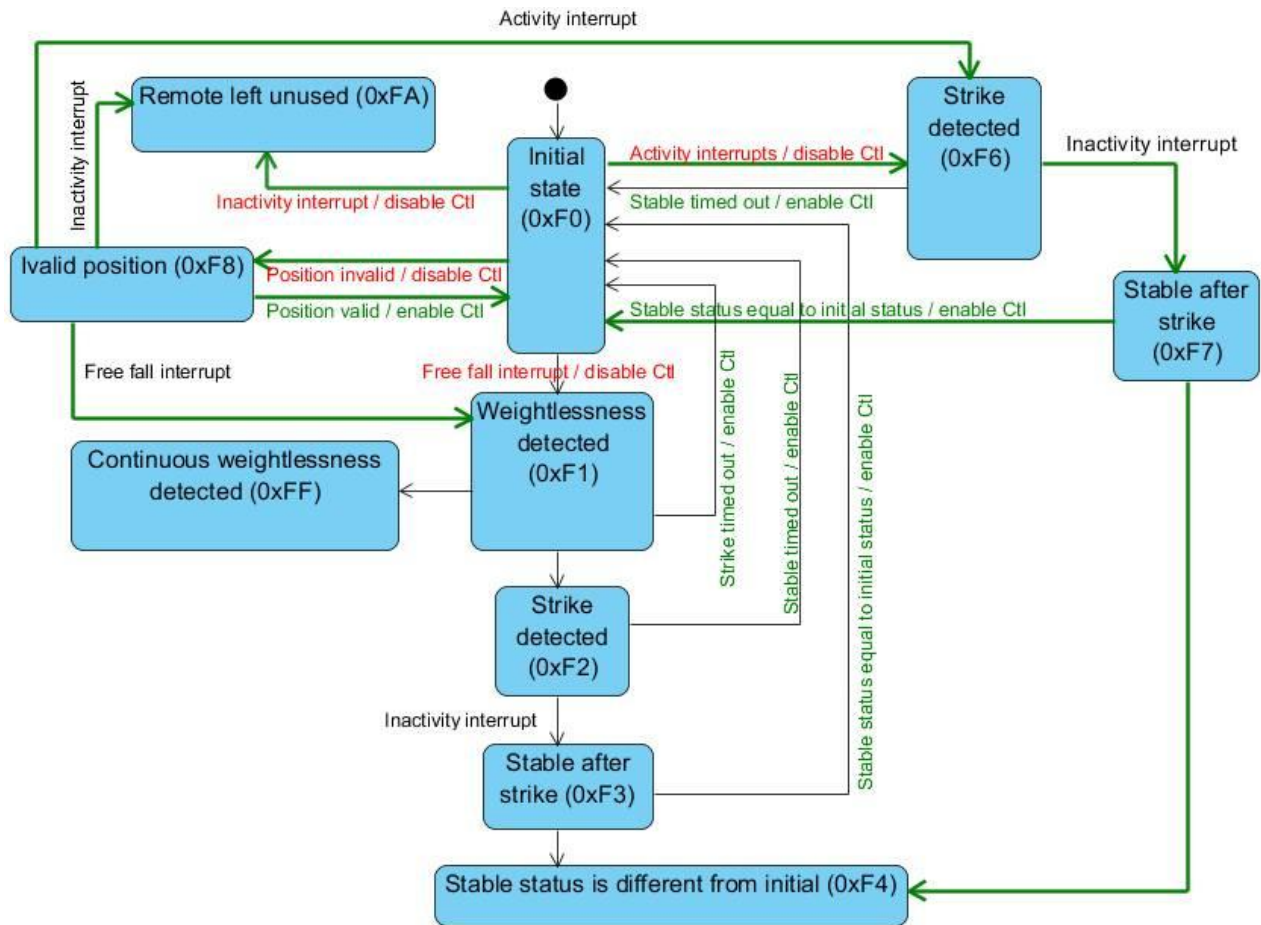 Activity interrupt
Remote left unused (0xFA)
Inactivity interrupt
Initial
state
(0xF0)
Activity interrupts / disable Ctl
Strike
detected
(0xF6)
Inactivity interrupt
Inactivity interrupt / disable Ctl
Stable timed out / enable Ctl
Ivalid position (0xF8)
Position invalid / disable Ctl
Position valid / enable Ctl
Stable status equal to initial status / enable Ctl
Stable after
strike
(0xF7)
Free fall interrupt
Free fall interrupt / disable Ctl
Weightlessness
detected
(0xF1)
Continuous weightlessness
detected (0xFF)
Strike timed out / enable Ctl
Stable timed out / enable Ctl
Stable status equal to initial status / enable Ctl
Strike
detected
(0xF2)
Inactivity interrupt
Stable after
strike (0xF3)
Stable status is different from initial (0xF4)